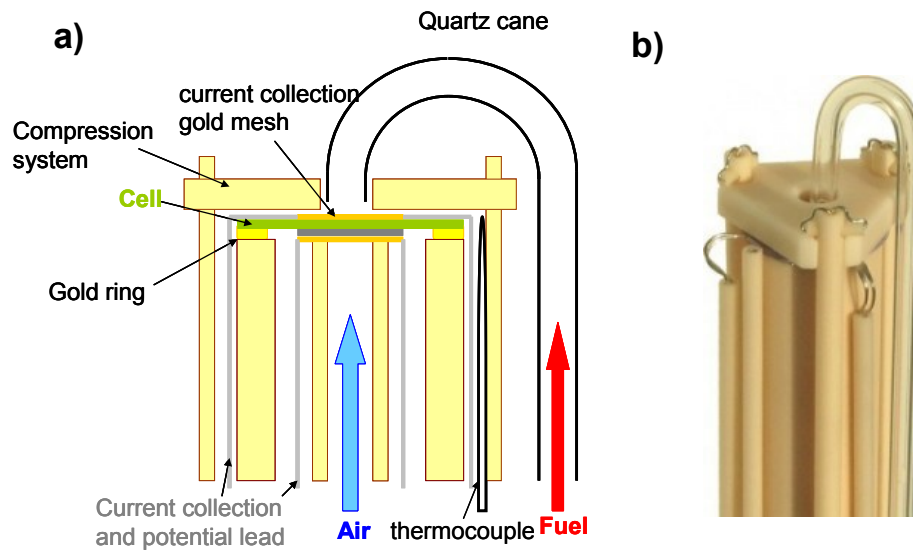 a)
Quartz cane
b)
current collection
gold mesh
Compression
system
Cell
Gold ring
Current collection
and potential lead
Air
thermocouple
Fuel